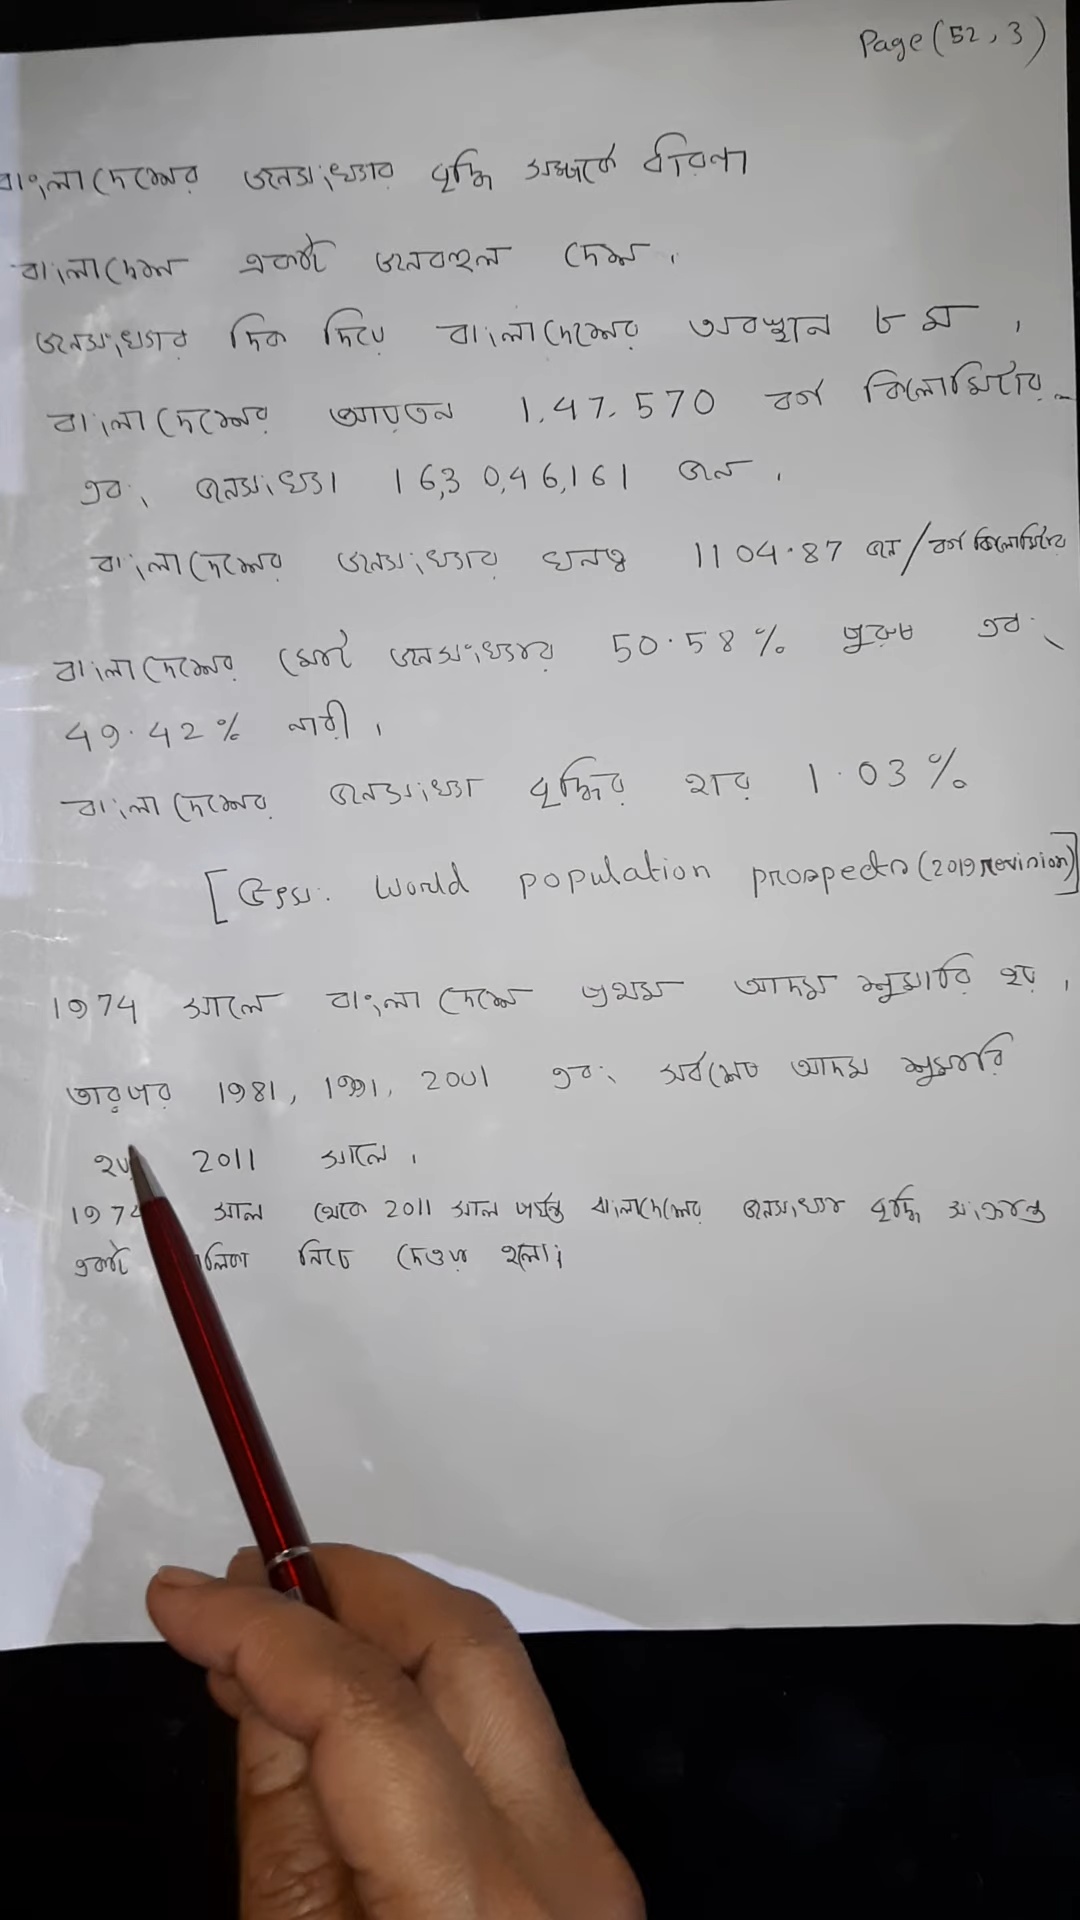 Page (52, 3)
বাংলাদেশের জনসংখ্যার বৃদ্ধি সম্পর্কে ধারণা
বাংলাদেশ একটি জনবহুল দেশ।
জনসংখ্যার দিক দিয়ে বাংলাদেশের অবস্থান ৮ম।
বাংলাদেশের আয়তন 1,47,570 বর্গ কিলোমিটার
এবং জনসংখ্যা 16,30,46,161 জন।
বাংলাদেশের জনসংখ্যার ঘনত্ব 1104.87 জন/বর্গ কিলোমিটার
বাংলাদেশের মোট জনসংখ্যার 50.58% পুরুষ এবং
49.42% নারী।
বাংলাদেশের জনসংখ্যা বৃদ্ধির হার 1.03%
[উৎস: World population prospects (2019 revision)]
1974 সালে বাংলাদেশে প্রথম আদম শুমারি হয়।
তারপর 1981, 1991, 2001 এবং সর্বশেষ আদম শুমারি
হয় 2011 সালে।
1974 সাল থেকে 2011 সাল পর্যন্ত বাংলাদেশের জনসংখ্যা বৃদ্ধি সংক্রান্ত
একটি লিকা নিচে দেওয়া হলো;